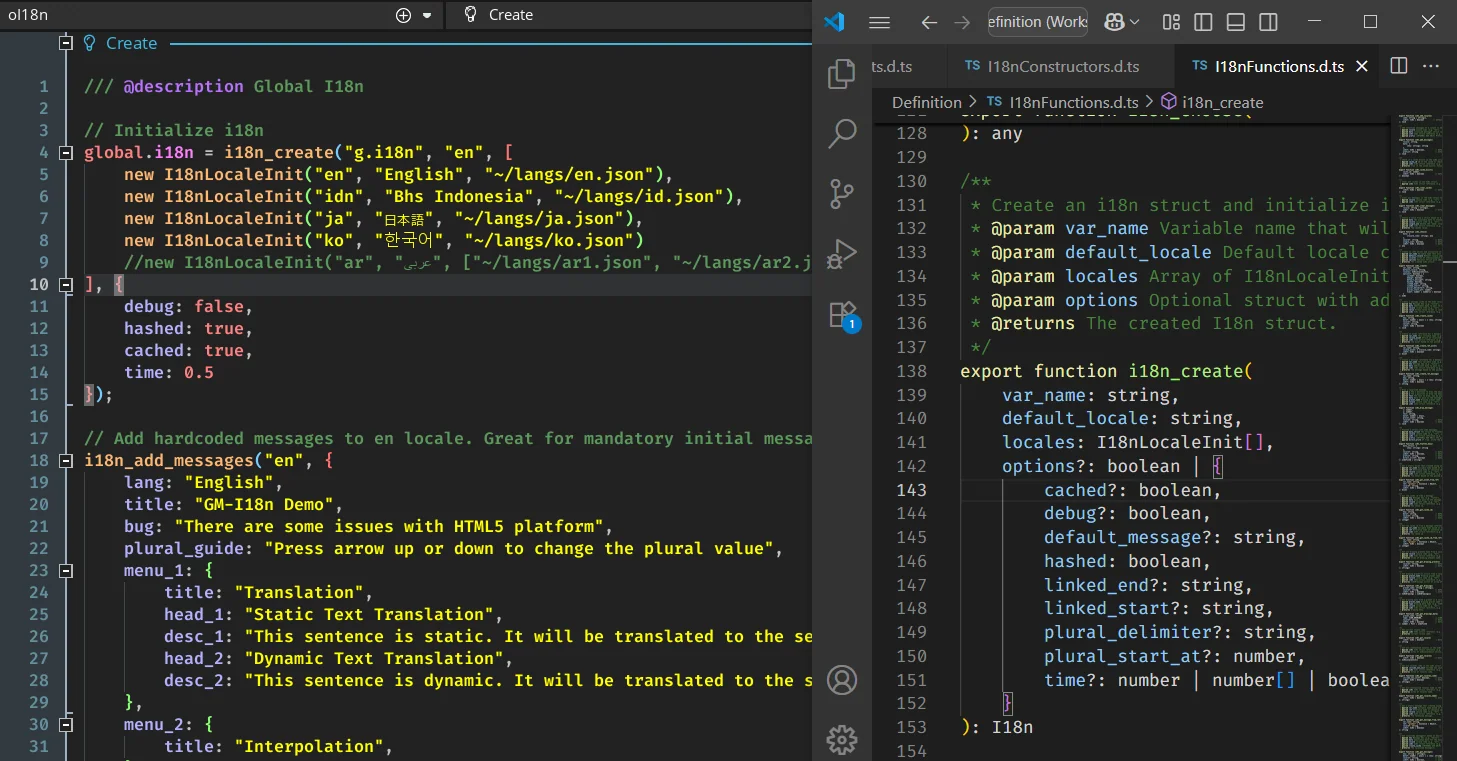 oI18n
Create
Create
1 /// @description Global I18n
2
3 // Initialize i18n
4 global.i18n = i18n_create("g.i18n", "en", [
5 new I18nLocaleInit("en", "English", "~/langs/en.json"),
6 new I18nLocaleInit("idn", "Bhs Indonesia", "~/langs/id.json"),
7 new I18nLocaleInit("ja", "日本語", "~/langs/ja.json"),
8 new I18nLocaleInit("ko", "한국어", "~/langs/ko.json")
9 //new I18nLocaleInit("ar", "عربي", ["~/langs/ar1.json", "~/langs/ar2.j
10 ], {
11 debug: false,
12 hashed: true,
13 cached: true,
14 time: 0.5
15 });
16
17 // Add hardcoded messages to en locale. Great for mandatory initial messa
18 i18n_add_messages("en", {
19 lang: "English",
20 title: "GM-I18n Demo",
21 bug: "There are some issues with HTML5 platform",
22 plural_guide: "Press arrow up or down to change the plural value",
23 menu_1: {
24 title: "Translation",
25 head_1: "Static Text Translation",
26 desc_1: "This sentence is static. It will be translated to the se
27 head_2: "Dynamic Text Translation",
28 desc_2: "This sentence is dynamic. It will be translated to the s
29 },
30 menu_2: {
31 title: "Interpolation",
efinition (Works
ts.d.ts
TS I18nConstructors.d.ts
TS I18nFunctions.d.ts
Definition > TS I18nFunctions.d.ts > i18n_create
1
128 ): any
129
130 /**
131 * Create an i18n struct and initialize i
132 * @param var_name Variable name that wil
133 * @param default_locale Default locale c
134 * @param locales Array of I18nLocaleInit
135 * @param options Optional struct with ad
136 * @returns The created I18n struct.
137 */
138 export function i18n_create(
139 var_name: string,
140 default_locale: string,
141 locales: I18nLocaleInit[],
142 options?: boolean | {
143 cached?: boolean,
144 debug?: boolean,
145 default_message?: string,
146 hashed: boolean,
147 linked_end?: string,
148 linked_start?: string,
149 plural_delimiter?: string,
150 plural_start_at?: number,
151 time?: number | number[] | boolea
152 }
153 ): I18n
154